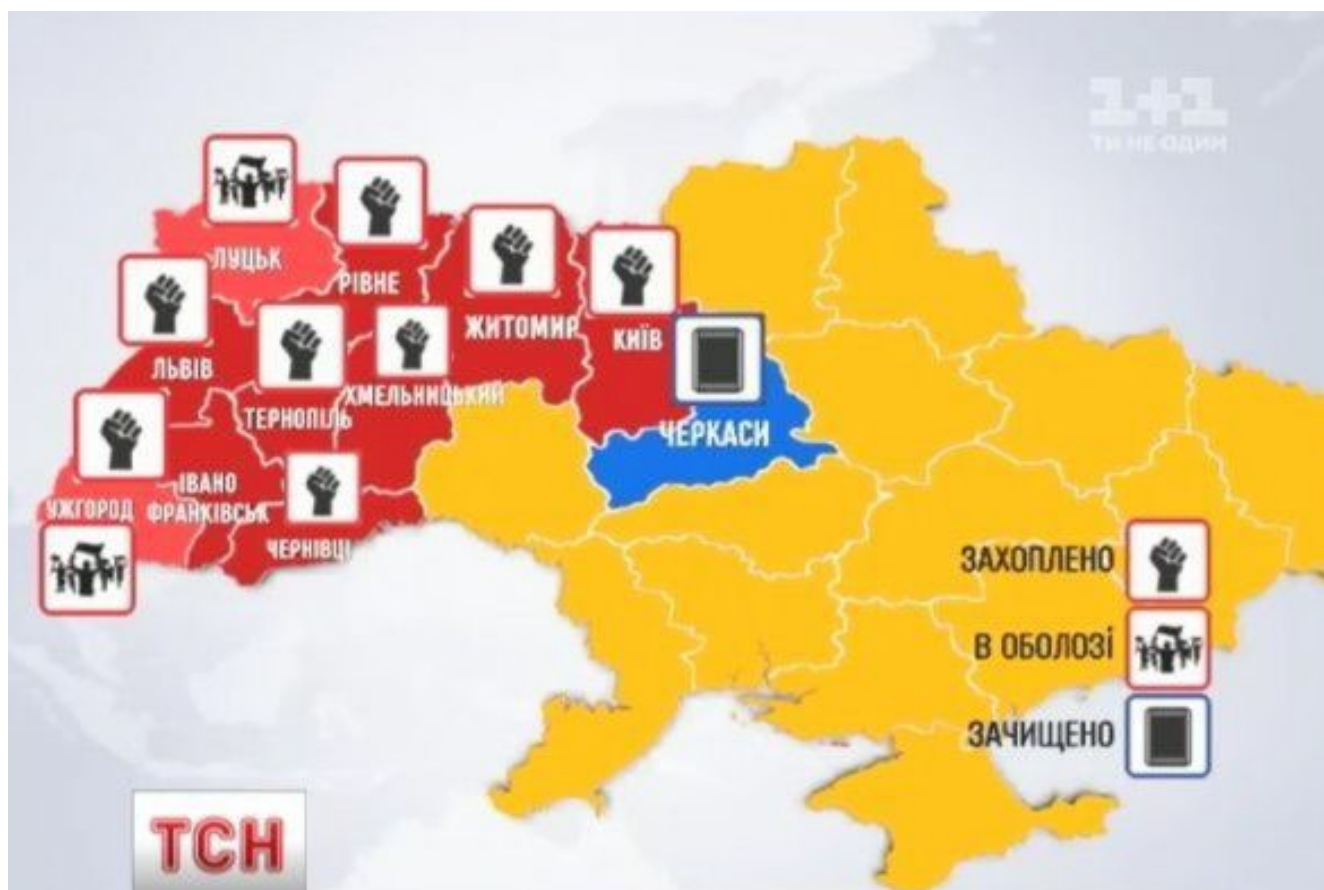 1+1
ТИ НЕ ОДИН
ЛУЦЬК
РІВНЕ
ЖИТОМИР
КИЇВ
ЛЬВІВ
ТЕРНОПІЛЬ
ХМЕЛЬНИЦЬКИЙ
ЧЕРКАСИ
УЖГОРОД
ІВАНО
ФРАНКІВСЬК
ЧЕРНІВЦІ
ЗАХОПЛЕНО
В ОБОЛОЗІ
ЗАЧИЩЕНО
ТСН